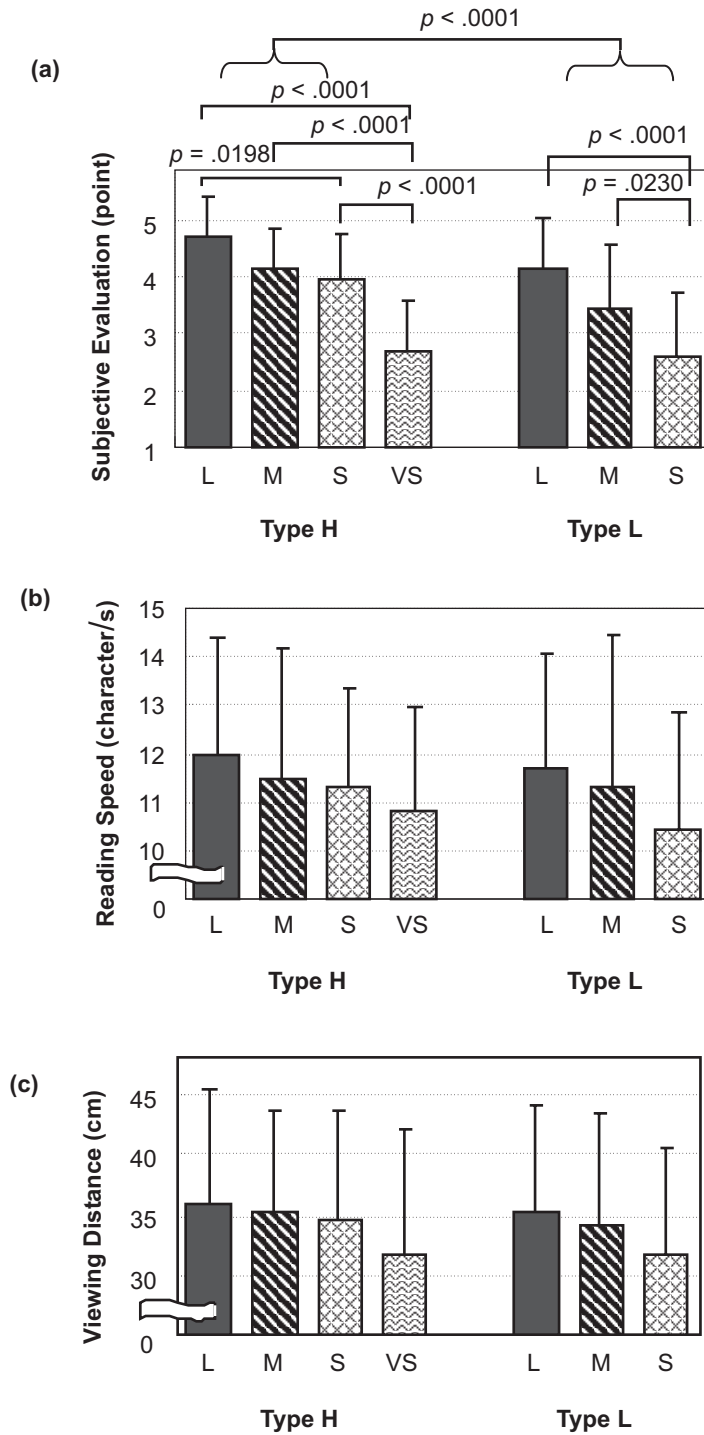 p < .0001
(a)
p < .0001
p < .0001
p < .0001
p = .0198
p < .0001
p = .0230
Subjective Evaluation (point)
5
4
3
2
1
L M S VS L M S
Type H Type L
(b)
Reading Speed (character/s)
15
14
13
12
11
10
0
L M S VS L M S
Type H Type L
(c)
Viewing Distance (cm)
45
40
35
30
0
L M S VS L M S
Type H Type L